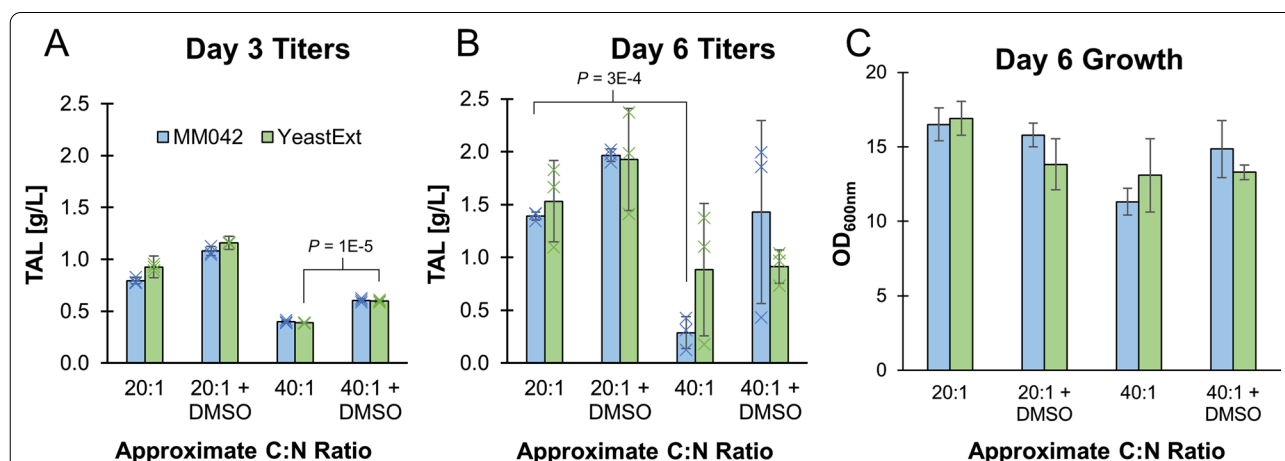 A
Day 3 Titers
TAL [g/L]
2.5
2.0
1.5
1.0
0.5
0.0
MM042
YeastExt
P = 1E-5
20:1
20:1 +
DMSO
40:1
40:1 +
DMSO
Approximate C:N Ratio
B
Day 6 Titers
P = 3E-4
TAL [g/L]
2.5
2.0
1.5
1.0
0.5
0.0
20:1
20:1 +
DMSO
40:1
40:1 +
DMSO
Approximate C:N Ratio
C
Day 6 Growth
OD600nm
20
15
10
5
0
20:1
20:1 +
DMSO
40:1
40:1 +
DMSO
Approximate C:N Ratio